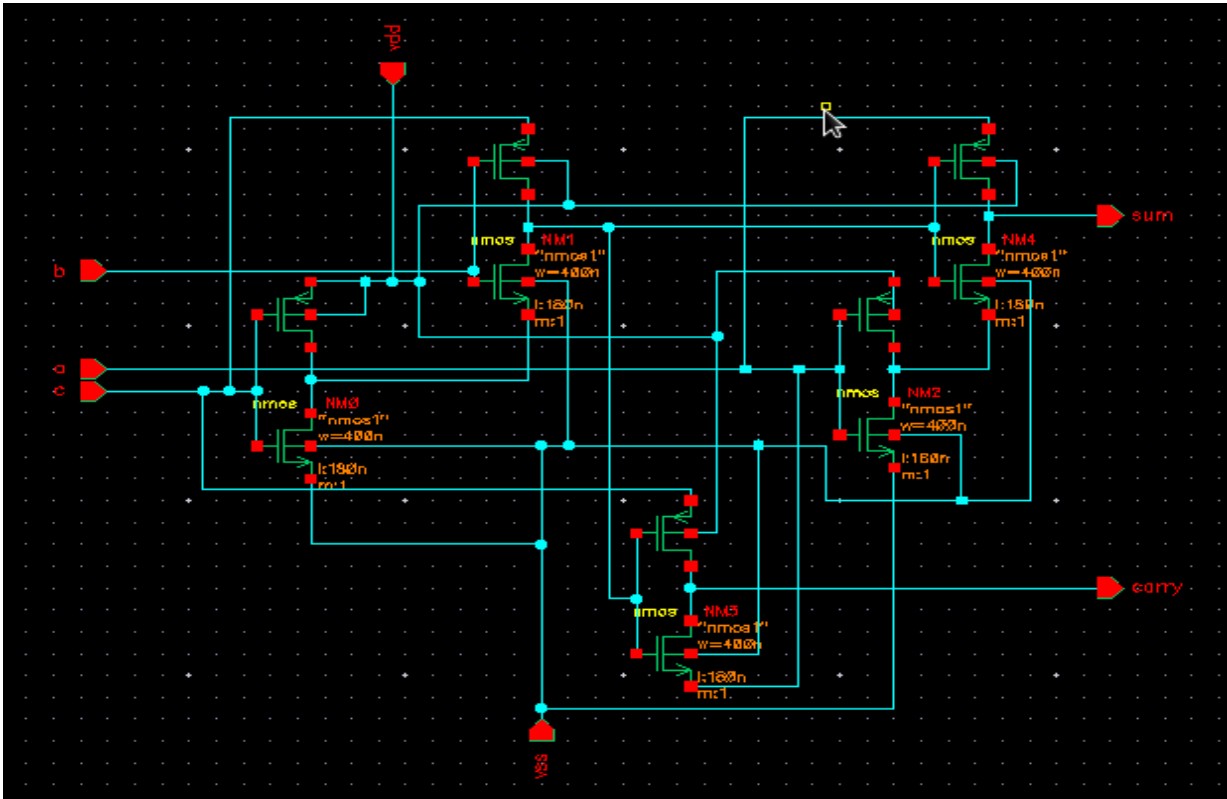 vdd
sum
nmos
NM1
"nmos1"
w=400n
l:180n
m:1
nmos
NM4
"nmos1"
w=400n
l:180n
m:1
b
a
c
nmos
NM0
"nmos1"
w=400n
l:180n
m:1
nmos
NM2
"nmos1"
w=400n
l:180n
m:1
carry
nmos
"nmos1"
w=400n
l:180n
m:1
vss